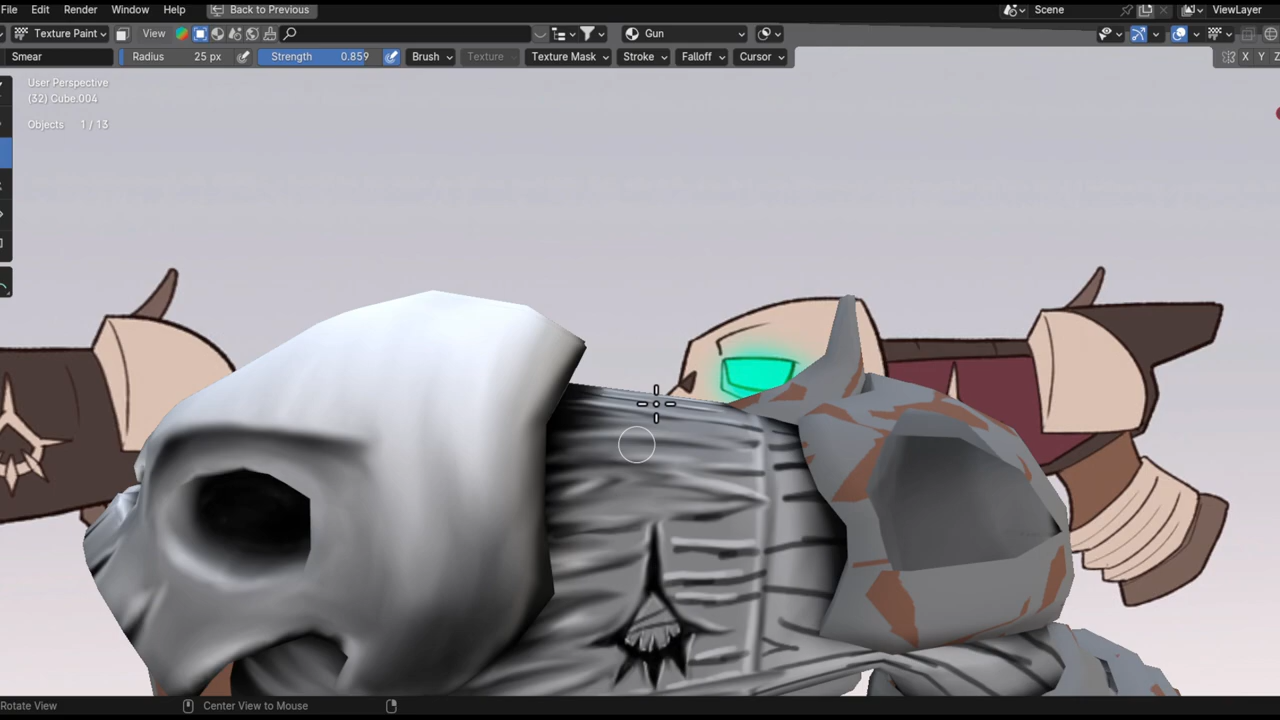 File Edit Render Window Help Back to Previous Scene ViewLayer
Texture Paint View Gun
Smear Radius 25 px Strength 0.859 Brush Texture Texture Mask Stroke Falloff Cursor X Y Z
User Perspective
(32) Cube.004
Objects 1 / 13
Rotate View Center View to Mouse